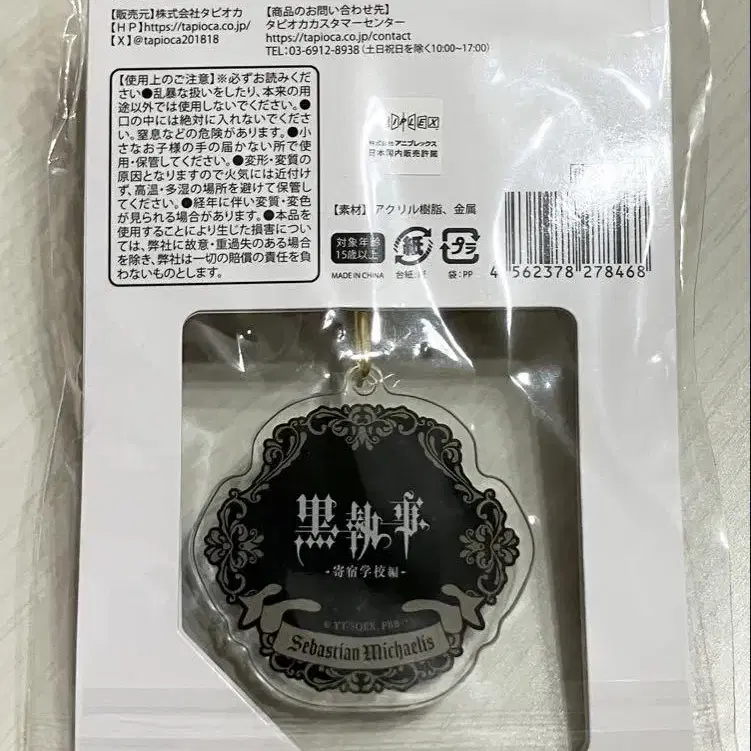 【販売元】株式会社タピオカ
【HP】https://tapioca.co.jp/
【X】@tapioca201818
【商品のお問い合わせ先】
タピオカカスタマーセンター
https://tapioca.co.jp/contact
TEL:03-6912-8938(土日祝日を除く10:00~17:00)
【使用上のご注意】※必ずお読みくだ
さい●乱暴な扱いをしたり、本来の用
途以外では使用しないでください。●
口の中には絶対に入れないでくださ
い。窒息などの危険があります。●小
さなお子様の手の届かない所で使
用・保管してください。●変形・変質の
原因となりますので火気には近付け
ず、高温・多湿の場所を避けて保管し
てください。●経年に伴い変質・変色
が見られる場合があります。●本品を
使用することにより生じた損害につい
ては、弊社に故意・重過失のある場合
を除き、弊社は一切の賠償の責任を負
わないものとします。
株式会社アニプレックス
日本国内販売許諾
【素材】アクリル樹脂、金属
対象年齢
15歳以上
紙
プラ
MADE IN CHINA
台紙:紙
袋:PP
4 562378 278468
黒執事
-寄宿学校編-
Sebastian Michaelis